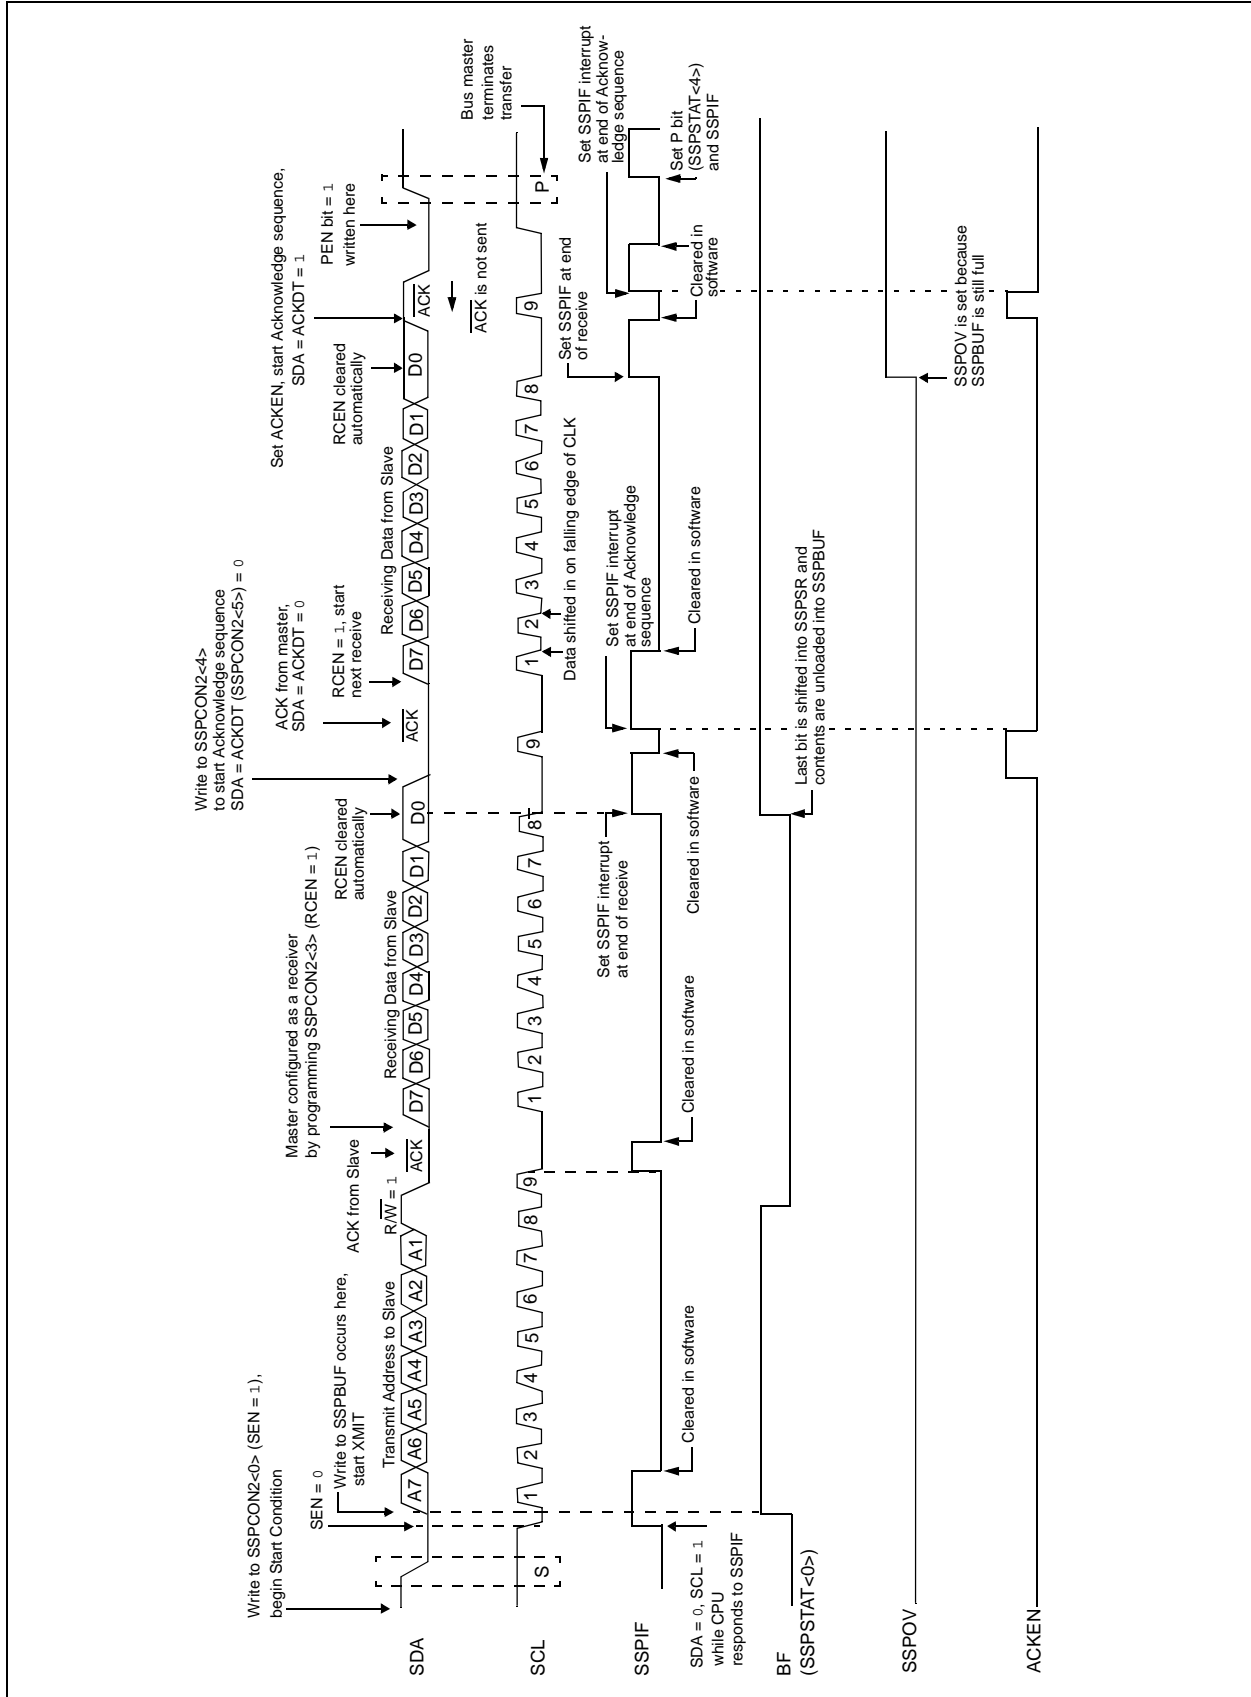 Write to SSPCON2<0> (SEN = 1),
begin Start Condition
SEN = 0
Write to SSPBUF occurs here,
start XMIT
ACK from Slave
Master configured as a receiver
by programming SSPCON2<3> (RCEN = 1)
RCEN cleared
automatically
Write to SSPCON2<4>
to start Acknowledge sequence
SDA = ACKDT (SSPCON2<5>) = 0
ACK from master,
SDA = ACKDT = 0
RCEN = 1, start
next receive
RCEN cleared
automatically
Set ACKEN, start Acknowledge sequence,
SDA = ACKDT = 1
PEN bit = 1
written here
Bus master
terminates
transfer
Transmit Address to Slave
R/W = 1
Receiving Data from Slave
Receiving Data from Slave
SDA
A7 A6 A5 A4 A3 A2 A1
ACK
D7 D6 D5 D4 D3 D2 D1 D0
ACK
D7 D6 D5 D4 D3 D2 D1 D0
ACK
ACK is not sent
SCL
S
1 2 3 4 5 6 7 8 9
1 2 3 4 5 6 7 8 9
1 2 3 4 5 6 7 8 9
P
Data shifted in on falling edge of CLK
SSPIF
SDA = 0, SCL = 1
while CPU
responds to SSPIF
Cleared in software
Cleared in software
Set SSPIF interrupt
at end of receive
Cleared in software
Set SSPIF interrupt
at end of Acknowledge
sequence
Cleared in software
Set SSPIF at end
of receive
Cleared in
software
Set SSPIF interrupt
at end of Acknow-
ledge sequence
Set P bit
(SSPSTAT<4>)
and SSPIF
BF
(SSPSTAT<0>)
Last bit is shifted into SSPSR and
contents are unloaded into SSPBUF
SSPOV
SSPOV is set because
SSPBUF is still full
ACKEN